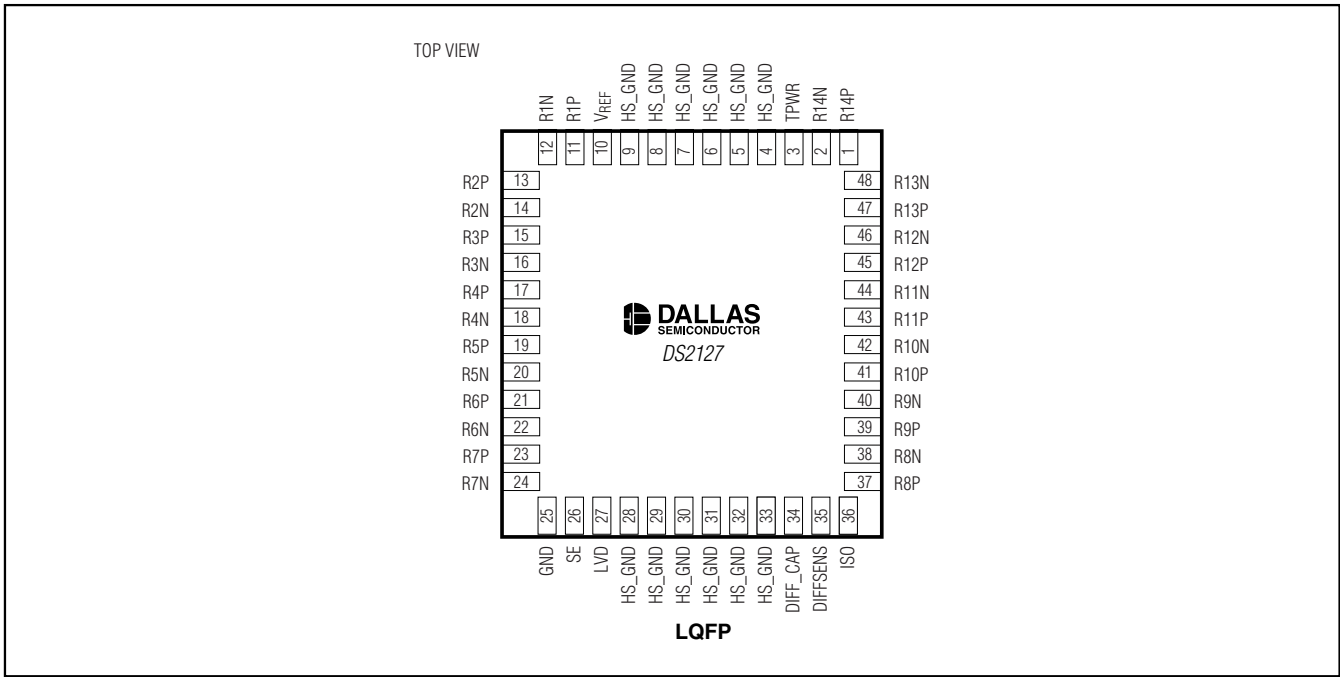 TOP VIEW
R1N R1P VREF HS_GND HS_GND HS_GND HS_GND HS_GND HS_GND TPWR R14N R14P
12 11 10 9 8 7 6 5 4 3 2 1
R2P 13 48 R13N
R2N 14 47 R13P
R3P 15 46 R12N
R3N 16 45 R12P
R4P 17 44 R11N
R4N 18 43 R11P
R5P 19 42 R10N
R5N 20 41 R10P
R6P 21 40 R9N
R6N 22 39 R9P
R7P 23 38 R8N
R7N 24 37 R8P
DALLAS
SEMICONDUCTOR
DS2127
25 26 27 28 29 30 31 32 33 34 35 36
GND SE LVD HS_GND HS_GND HS_GND HS_GND HS_GND HS_GND DIFF_CAP DIFFSENS ISO
LQFP